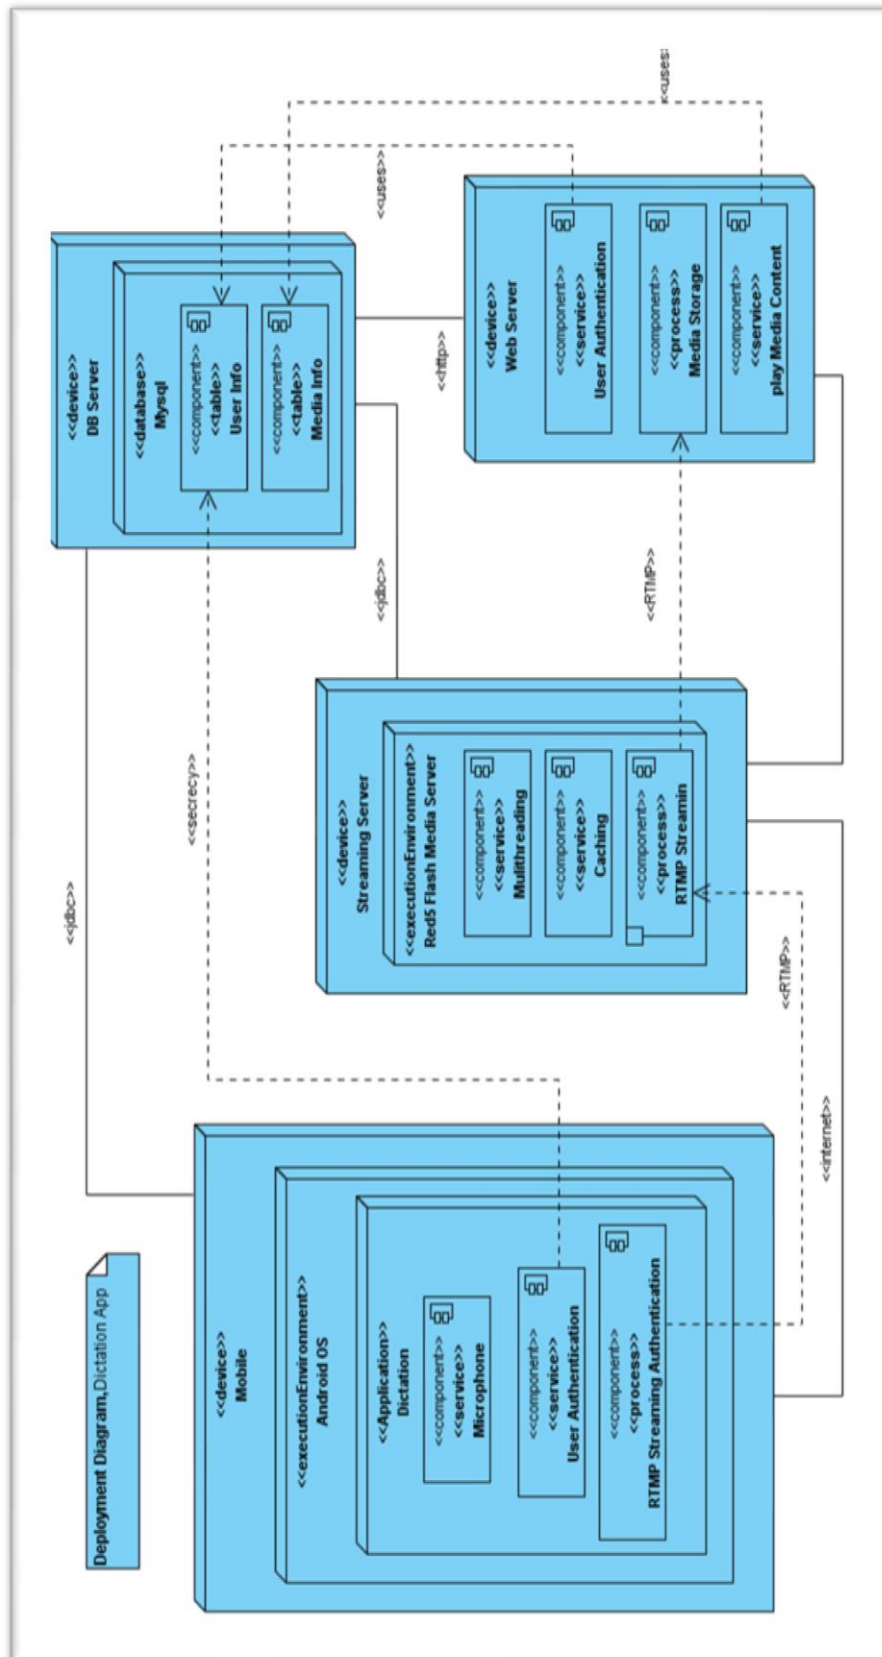 Deployment Diagram,Dictation App
<<device>>
Mobile
<<executionEnvironment>>
Android OS
<<Application>>
Dictation
<<component>>
<<service>>
Microphone
<<component>>
<<service>>
User Authentication
<<component>>
<<process>>
RTMP Streaming Authentication
<<jdbc>>
<<secrecy>>
<<RTMP>>
<<internet>>
<<device>>
Streaming Server
<<executionEnvironment>>
Red5 Flash Media Server
<<component>>
<<service>>
Mulithreading
<<component>>
<<service>>
Caching
<<component>>
<<process>>
RTMP Streamin
<<jdbc>>
<<RTMP>>
<<device>>
DB Server
<<database>>
Mysql
<<component>>
<<table>>
User Info
<<component>>
<<table>>
Media Info
<<http>>
<<device>>
Web Server
<<component>>
<<service>>
User Authentication
<<component>>
<<process>>
Media Storage
<<component>>
<<service>>
play Media Content
<<uses>>
<<uses